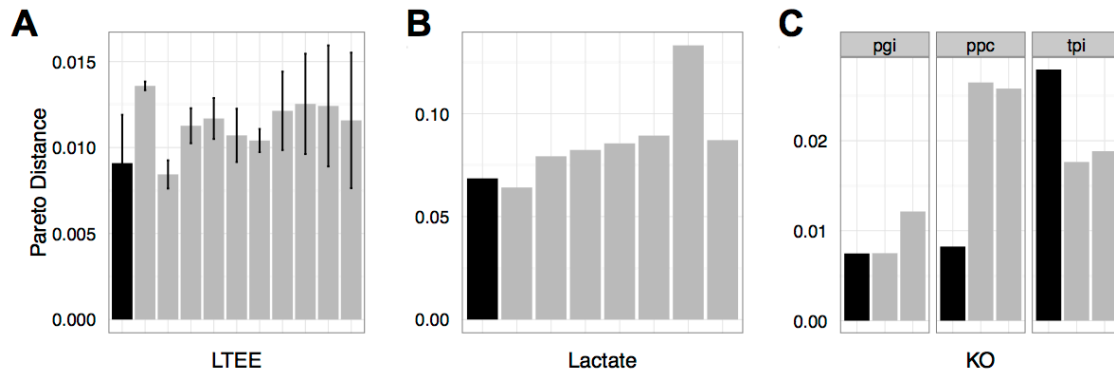 A
B
C
Pareto Distance
0.015
0.010
0.005
0.000
LTEE
0.10
0.05
0.00
Lactate
pgi ppc tpi
0.02
0.01
0.00
KO